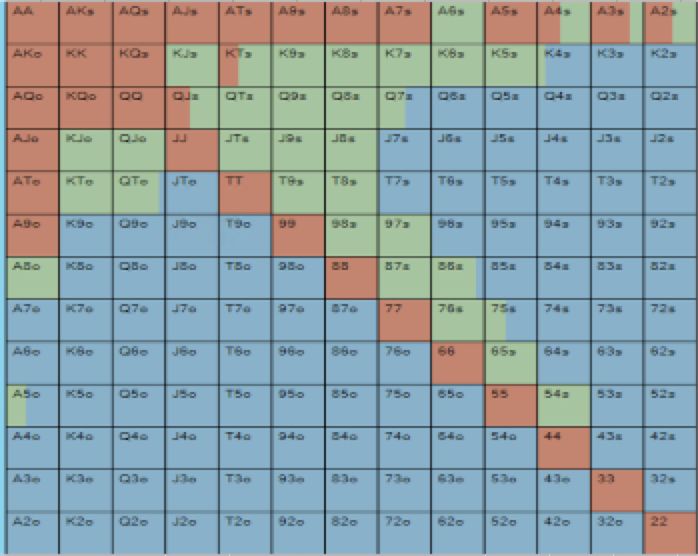 AA AKs AQs AJs ATs A9s A8s A7s A6s A5s A4s A3s A2s
AKo KK KQs KJs KTs K9s K8s K7s K6s K5s K4s K3s K2s
AQo KQo QQ QJs QTs Q9s Q8s Q7s Q6s Q5s Q4s Q3s Q2s
AJo KJo QJo JJ JTs J9s J8s J7s J6s J5s J4s J3s J2s
ATo KTo QTo JTo TT T9s T8s T7s T6s T5s T4s T3s T2s
A9o K9o Q9o J9o T9o 99 98s 97s 96s 95s 94s 93s 92s
A8o K8o Q8o J8o T8o 98o 88 87s 86s 85s 84s 83s 82s
A7o K7o Q7o J7o T7o 97o 87o 77 76s 75s 74s 73s 72s
A6o K6o Q6o J6o T6o 96o 86o 76o 66 65s 64s 63s 62s
A5o K5o Q5o J5o T5o 95o 85o 75o 65o 55 54s 53s 52s
A4o K4o Q4o J4o T4o 94o 84o 74o 64o 54o 44 43s 42s
A3o K3o Q3o J3o T3o 93o 83o 73o 63o 53o 43o 33 32s
A2o K2o Q2o J2o T2o 92o 82o 72o 62o 52o 42o 32o 22